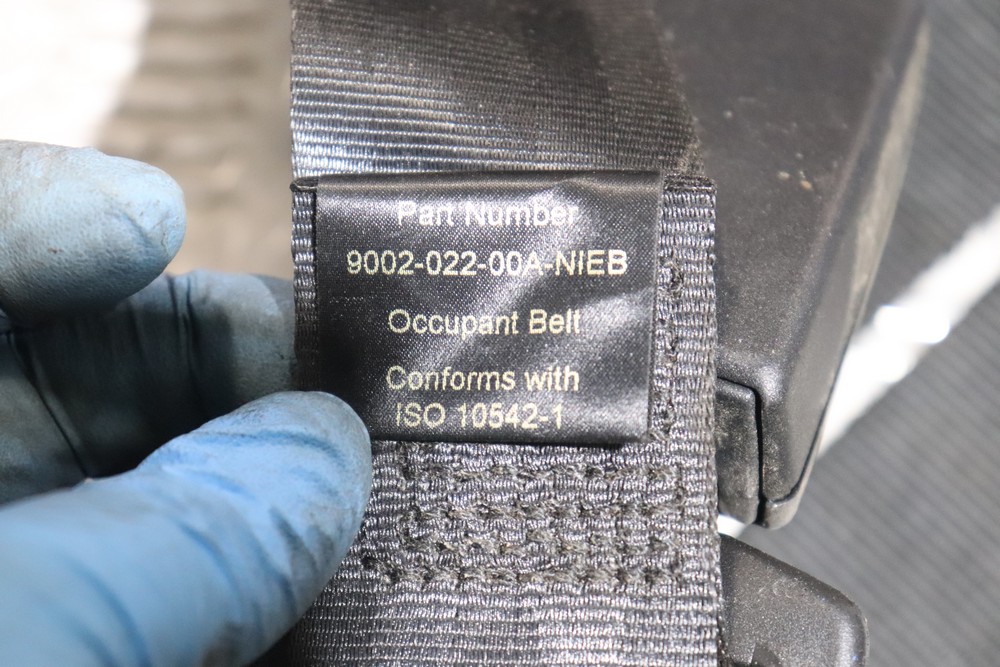 Part Number
9002-022-00A-NIEB
Occupant Belt
Conforms with
ISO 10542-1